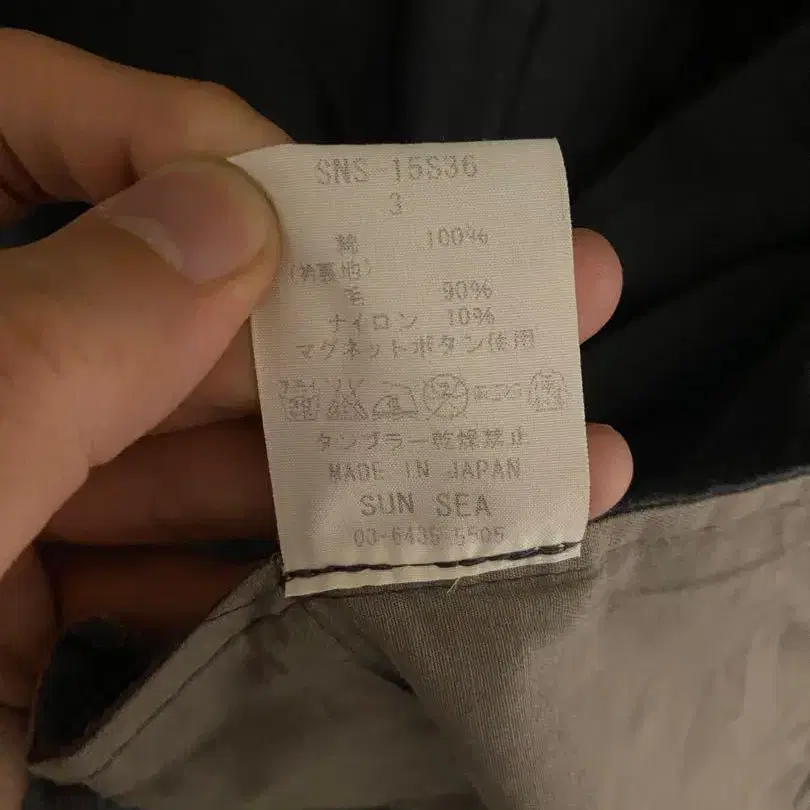 SNS-15S36
3
綿 100%
(衿裏地)
毛 90%
ナイロン 10%
マグネットボタン使用
タンブラー乾燥禁止
MADE IN JAPAN
SUN SEA
03-6435-5505